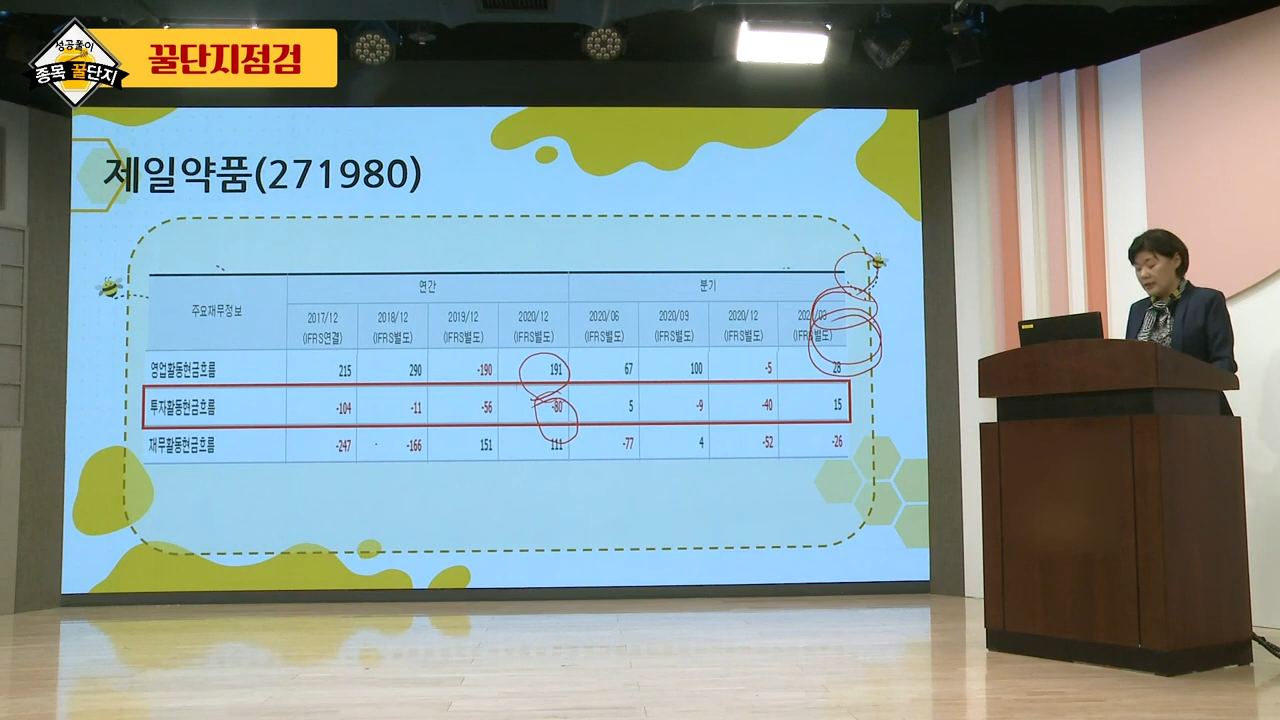 성공풀이
종목 꿀단지
꿀단지점검
제일약품(271980)
주요재무정보 연간 분기
2017/12 2018/12 2019/12 2020/12 2020/06 2020/09 2020/12
(IFRS연결) (IFRS별도) (IFRS별도) (IFRS별도) (IFRS별도) (IFRS별도) (IFRS별도) (IFRS별도)
영업활동현금흐름 215 290 -190 191 67 100 -5 28
투자활동현금흐름 -104 -11 -56 -80 5 -9 -40 15
재무활동현금흐름 -247 -166 151 111 -77 4 -52 -26